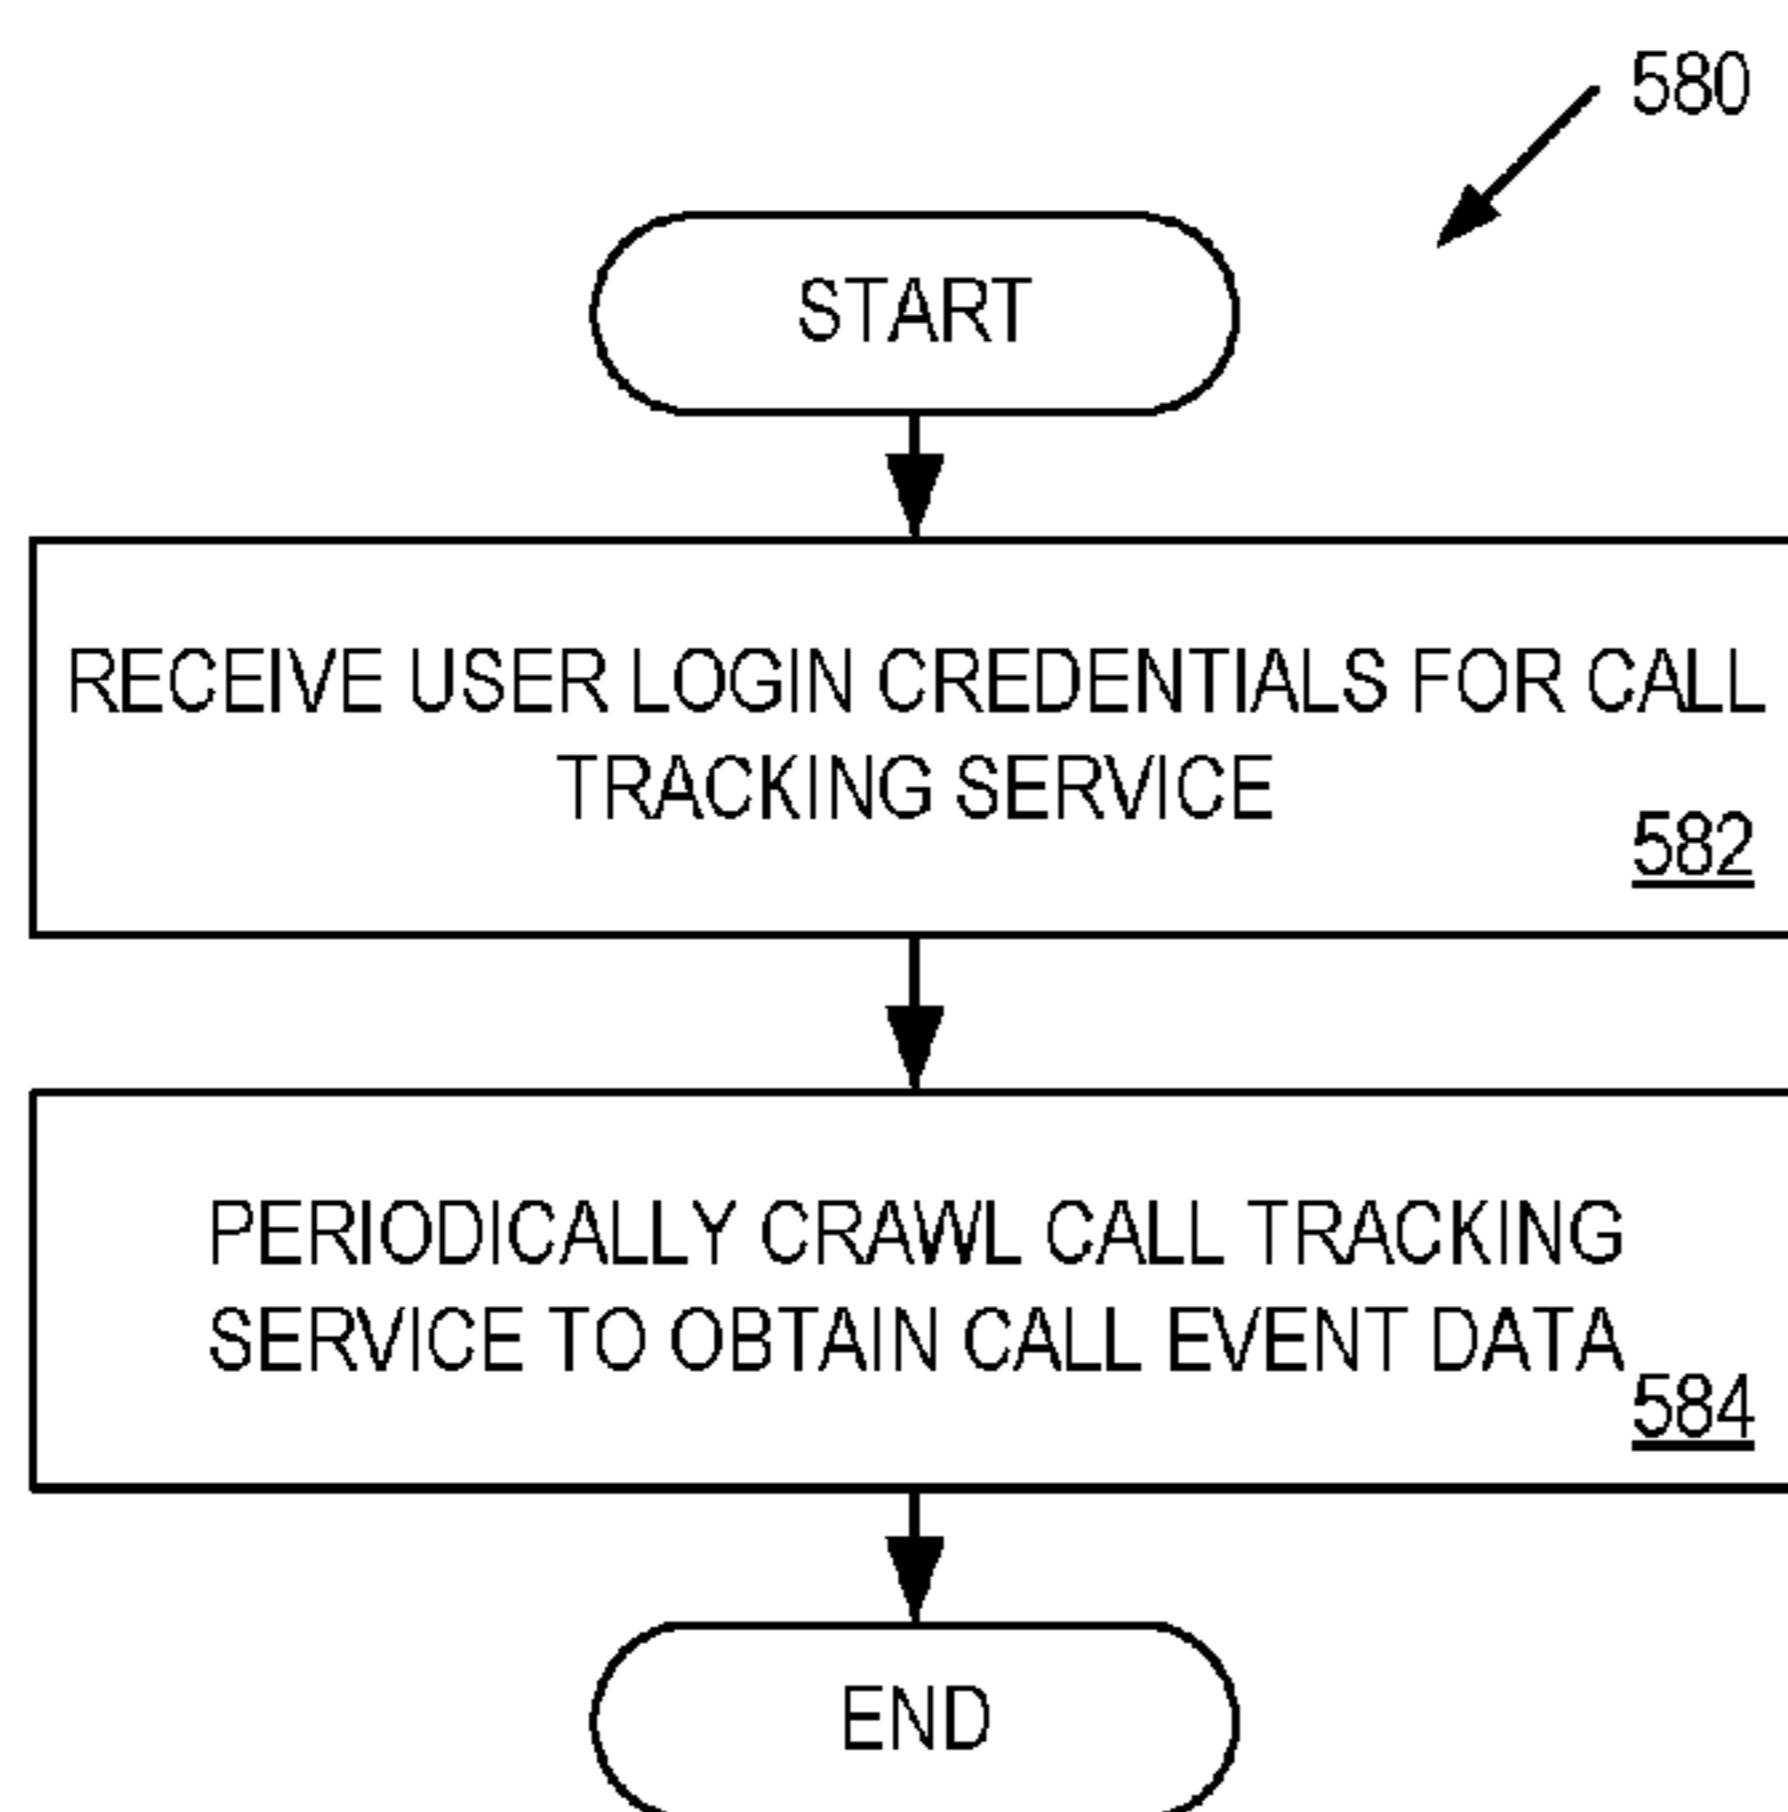 580
START
RECEIVE USER LOGIN CREDENTIALS FOR CALL
TRACKING SERVICE
582
PERIODICALLY CRAWL CALL TRACKING
SERVICE TO OBTAIN CALL EVENT DATA
584
END